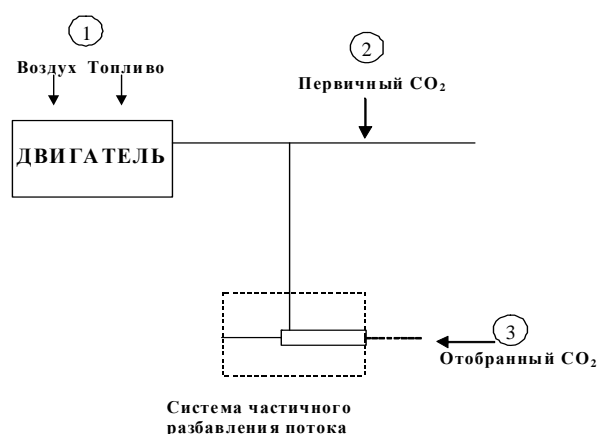 1
Воздух Топливо
2
Первичный CO₂
ДВИГАТЕЛЬ
3
Отобранный CO₂
Система частичного
разбавления потока